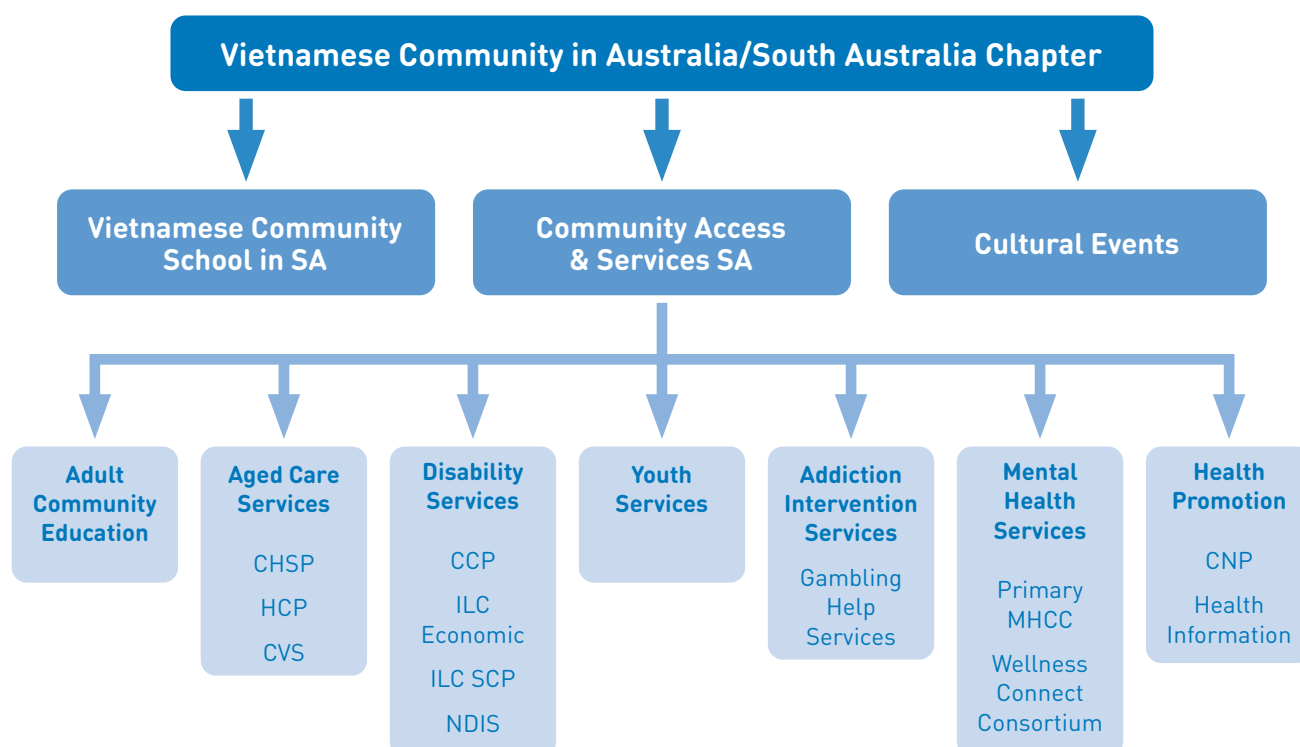 Vietnamese Community in Australia/South Australia Chapter
Vietnamese Community
School in SA
Community Access
& Services SA
Cultural Events
Adult
Community
Education
Aged Care
Services
CHSP
HCP
CVS
Disability
Services
CCP
ILC
Economic
ILC SCP
NDIS
Youth
Services
Addiction
Intervention
Services
Gambling
Help
Services
Mental
Health
Services
Primary
MHCC
Wellness
Connect
Consortium
Health
Promotion
CNP
Health
Information